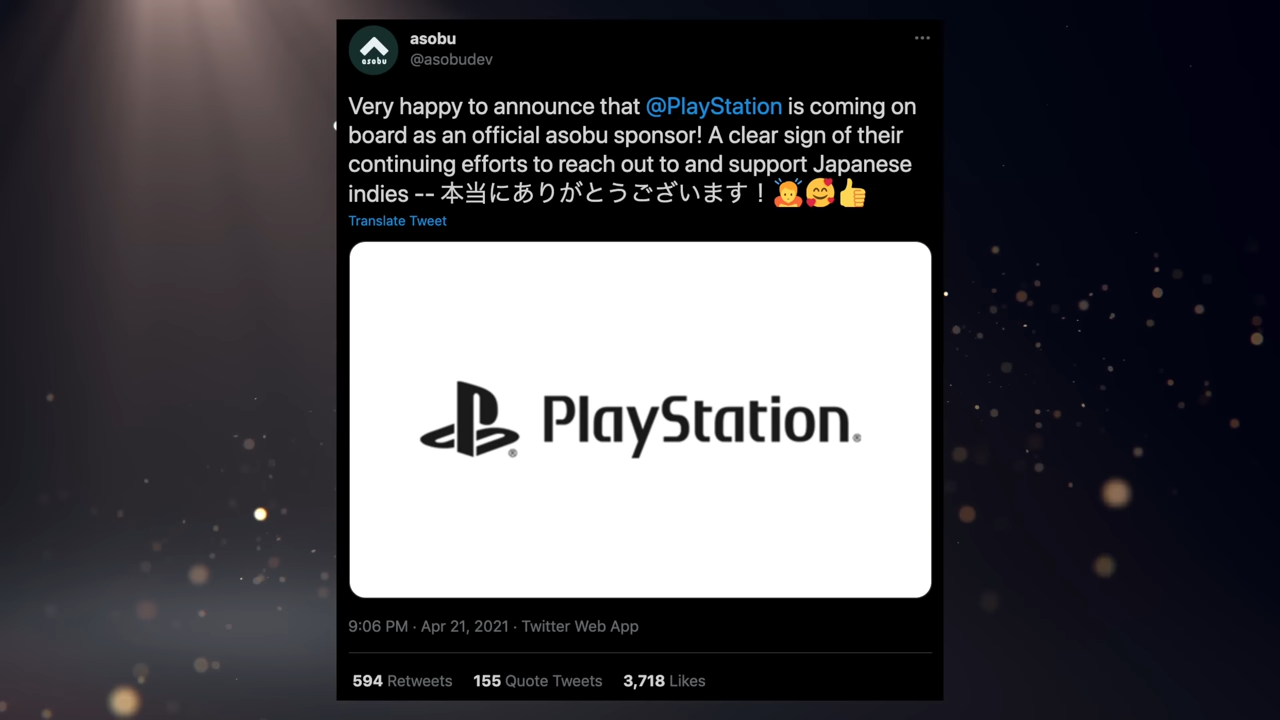 asobu
asobu
@asobudev
Very happy to announce that @PlayStation is coming on
board as an official asobu sponsor! A clear sign of their
continuing efforts to reach out to and support Japanese
indies -- 本当にありがとうございます！🙇🥰👍
Translate Tweet
PlayStation®
9:06 PM · Apr 21, 2021 · Twitter Web App
594 Retweets 155 Quote Tweets 3,718 Likes